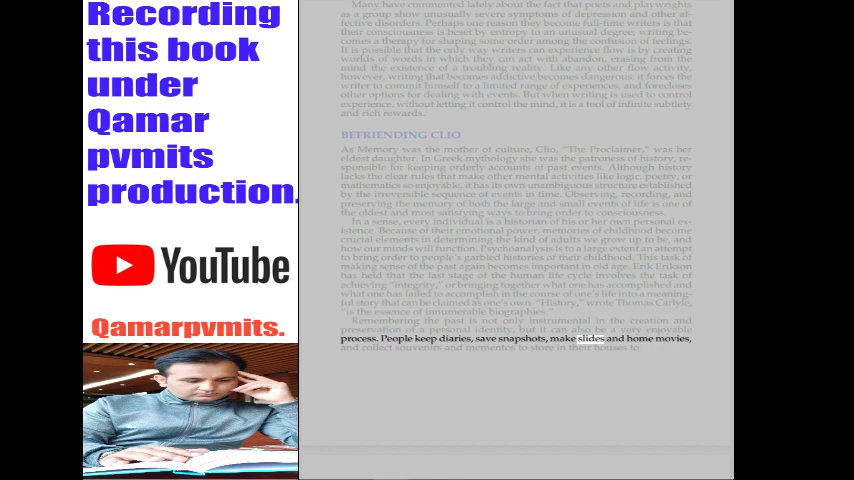 Recording
this book
under
Qamar
pvmits
production.
YouTube
Qamarpvmits.
Many have commented lately about the fact that poets and playwrights
as a group show unusually severe symptoms of depression and other af-
fective disorders. Perhaps one reason they become full-time writers is that
their consciousness is beset by entropy to an unusual degree; writing be-
comes a therapy for shaping some order among the confusion of feelings.
It is possible that the only way writers can experience flow is by creating
worlds of words in which they can act with abandon, erasing from the
mind the existence of a troubling reality. Like any other flow activity,
however, writing that becomes addictive becomes dangerous: it forces the
writer to commit himself to a limited range of experiences, and forecloses
other options for dealing with events. But when writing is used to control
experience, without letting it control the mind, it is a tool of infinite subtlety
and rich rewards.
BEFRIENDING CLIO
As Memory was the mother of culture, Clio, “The Proclaimer,” was her
eldest daughter. In Greek mythology she was the patroness of history, re-
sponsible for keeping orderly accounts of past events. Although history
lacks the clear rules that make other mental activities like logic, poetry, or
mathematics so enjoyable, it has its own unambiguous structure established
by the irreversible sequence of events in time. Observing, recording, and
preserving the memory of both the large and small events of life is one of
the oldest and most satisfying ways to bring order to consciousness.
In a sense, every individual is a historian of his or her own personal ex-
istence. Because of their emotional power, memories of childhood become
crucial elements in determining the kind of adults we grow up to be, and
how our minds will function. Psychoanalysis is to a large extent an attempt
to bring order to people’s garbled histories of their childhood. This task of
making sense of the past again becomes important in old age. Erik Erikson
has held that the last stage of the human life cycle involves the task of
achieving “integrity,” or bringing together what one has accomplished and
what one has failed to accomplish in the course of one’s life into a meaning-
ful story that can be claimed as one’s own. “History,” wrote Thomas Carlyle,
“is the essence of innumerable biographies.”
Remembering the past is not only instrumental in the creation and
preservation of a personal identity, but it can also be a very enjoyable
process. People keep diaries, save snapshots, make slides and home movies,
and collect souvenirs and mementos to store in their houses to